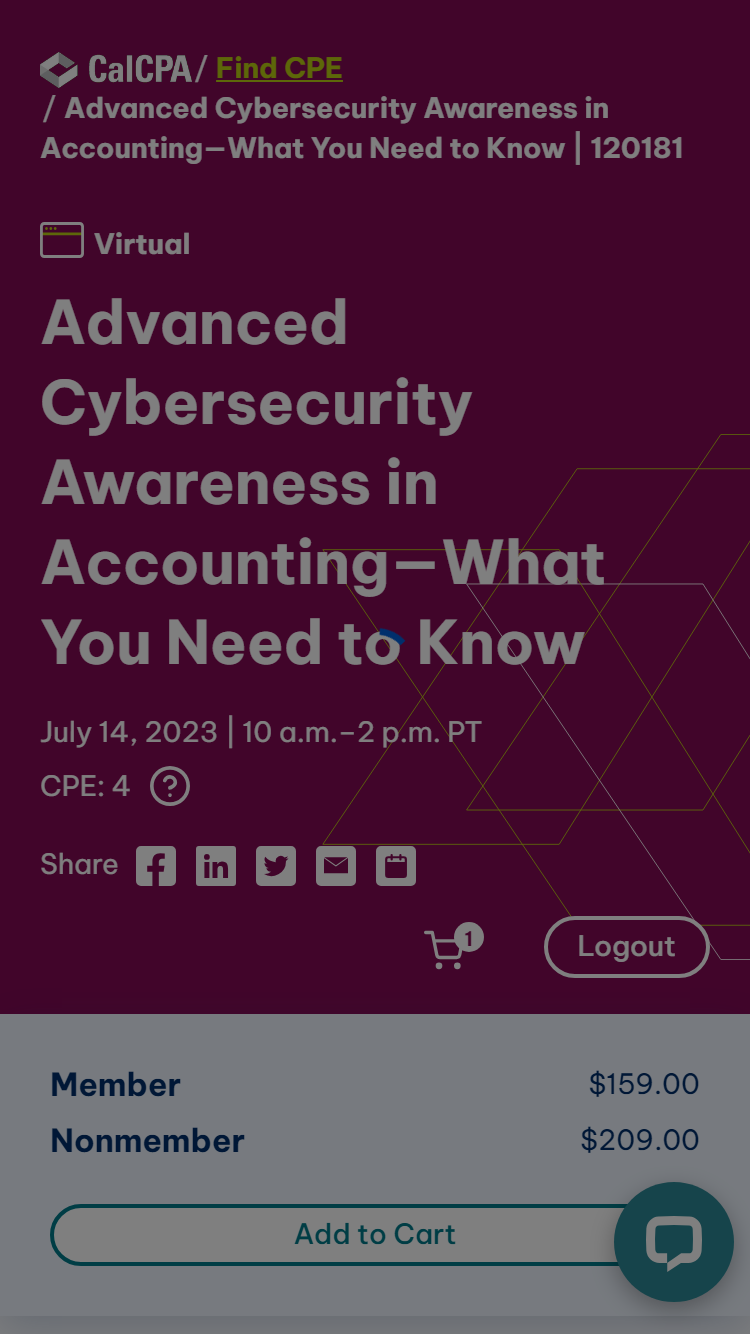 CalCPA / Find CPE
/ Advanced Cybersecurity Awareness in
Accounting—What You Need to Know | 120181
Virtual
Advanced
Cybersecurity
Awareness in
Accounting—What
You Need to Know
July 14, 2023 | 10 a.m.–2 p.m. PT
CPE: 4 ?
Share
1
Logout
Member $159.00
Nonmember $209.00
Add to Cart